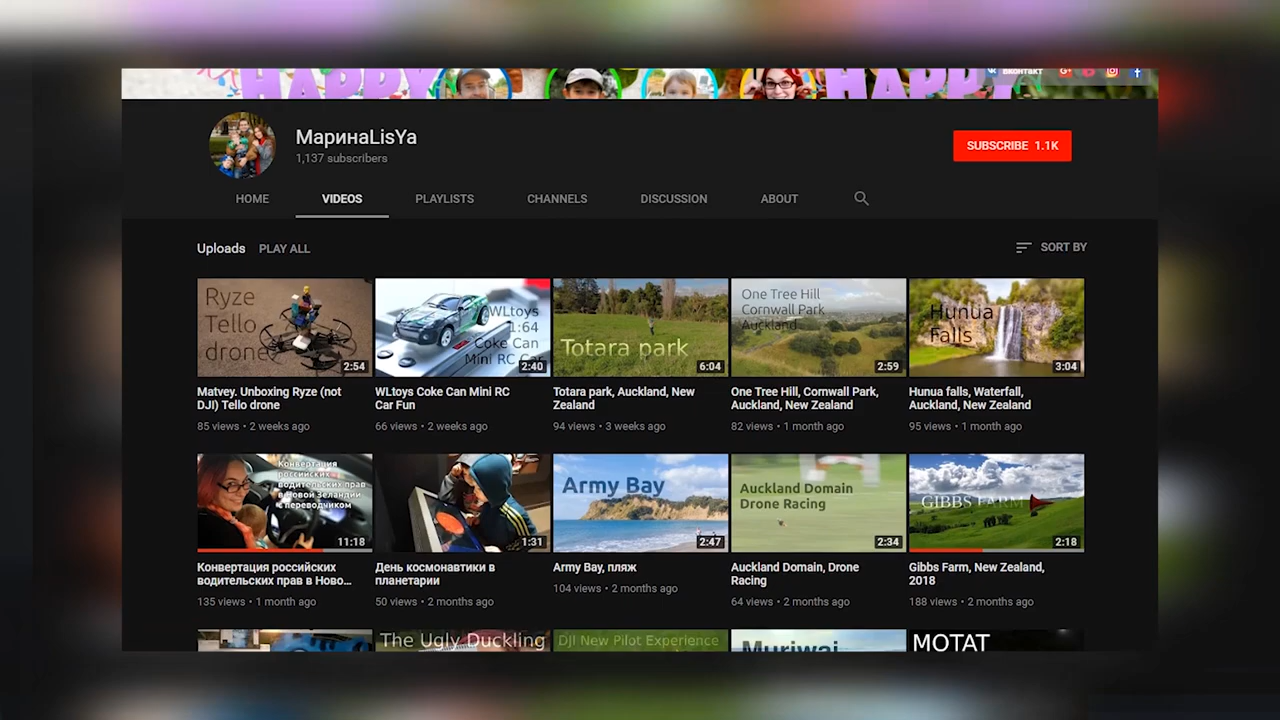 HAPPY HAPPY
вконтакт
МаринаLisYa
1,137 subscribers
SUBSCRIBE 1.1K
HOME VIDEOS PLAYLISTS CHANNELS DISCUSSION ABOUT
Uploads PLAY ALL
SORT BY
Ryze
Tello
drone
2:54
WLtoys
1:64
Coke Can
Mini RC Car
2:40
Totara park
6:04
One Tree Hill
Cornwall Park
Auckland
2:59
Hunua
Falls
3:04
Matvey. Unboxing Ryze (not
DJI) Tello drone
85 views • 2 weeks ago
WLtoys Coke Can Mini RC
Car Fun
66 views • 2 weeks ago
Totara park, Auckland, New
Zealand
94 views • 3 weeks ago
One Tree Hill, Cornwall Park,
Auckland, New Zealand
82 views • 1 month ago
Hunua falls, Waterfall,
Auckland, New Zealand
95 views • 1 month ago
Конвертация
российских
водительских прав
в Новой Зеландии
с переводчиком
11:18
1:31
Army Bay
2:47
Auckland Domain
Drone Racing
2:34
GIBBS FARM
2:18
Конвертация российских
водительских прав в Ново...
135 views • 1 month ago
День космонавтики в
планетарии
50 views • 2 months ago
Army Bay, пляж
104 views • 2 months ago
Auckland Domain, Drone
Racing
64 views • 2 months ago
Gibbs Farm, New Zealand,
2018
188 views • 2 months ago
The Ugly Duckling
DJI New Pilot Experience
Muriwai
MOTAT